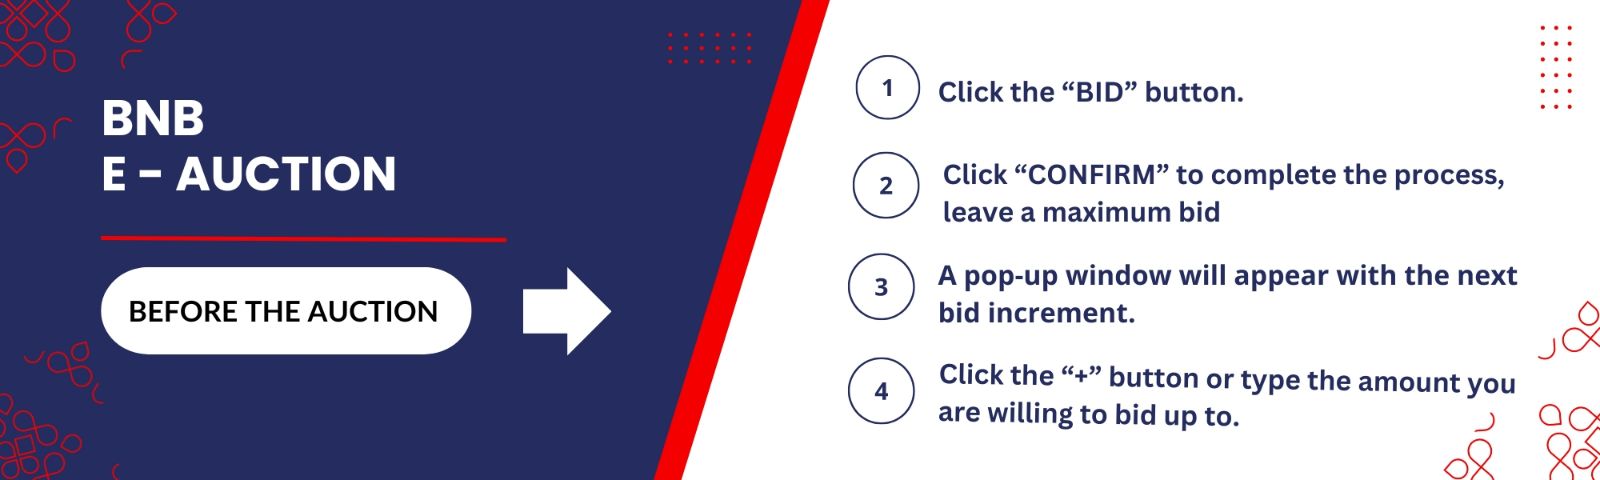 BNB
E - AUCTION
BEFORE THE AUCTION
1
Click the “BID” button.
2
Click “CONFIRM” to complete the process,
leave a maximum bid
3
A pop-up window will appear with the next
bid increment.
4
Click the “+” button or type the amount you
are willing to bid up to.